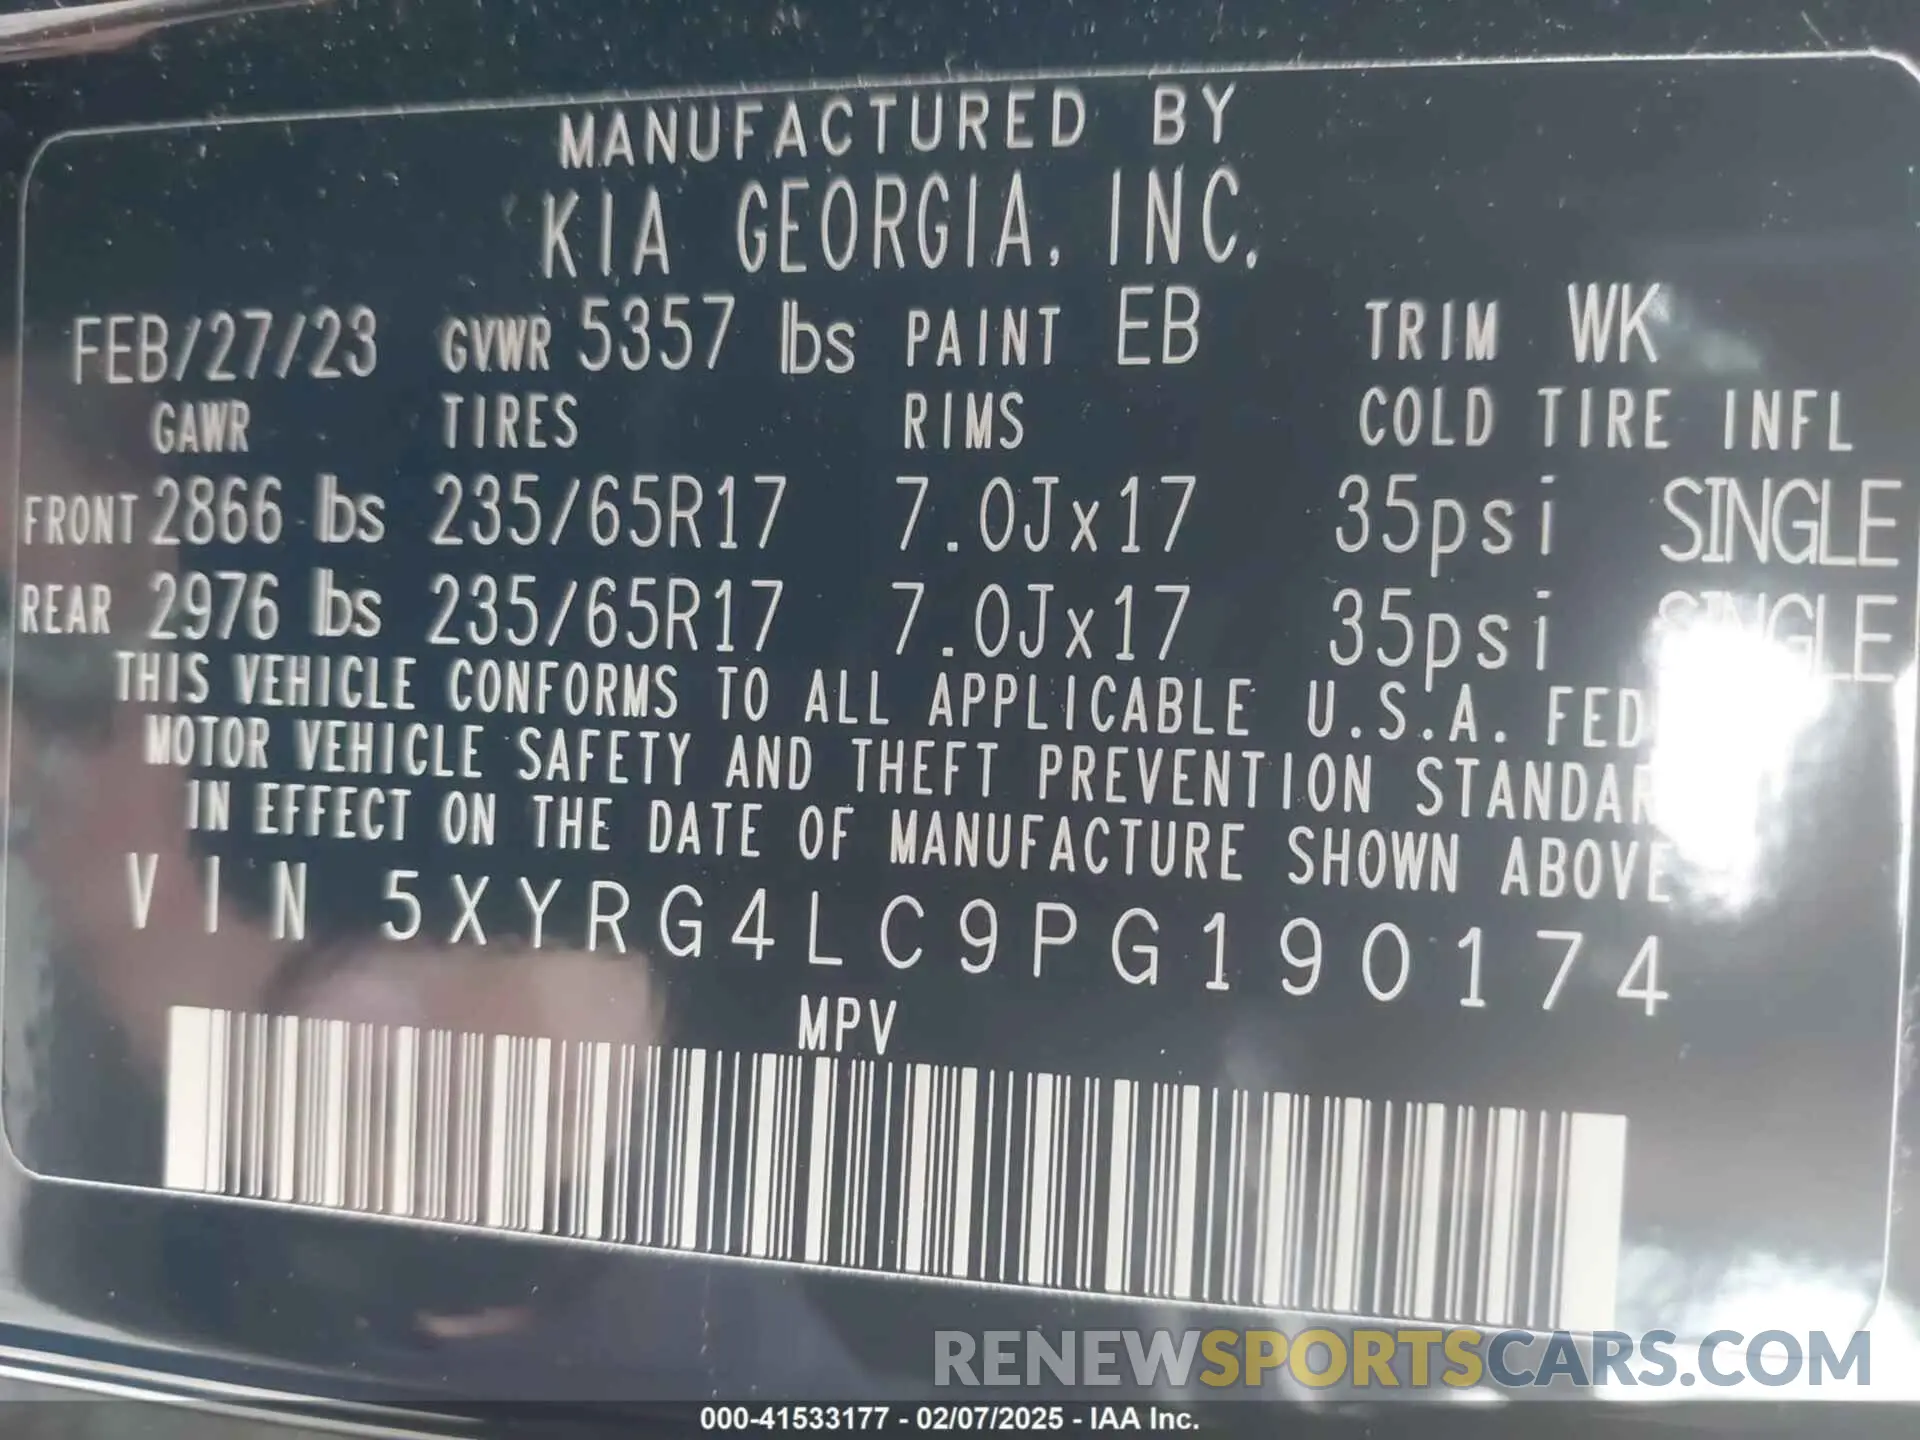 MANUFACTURED BY
KIA GEORGIA, INC.
FEB/27/23 GVWR 5357 lbs PAINT EB TRIM WK
GAWR TIRES RIMS COLD TIRE INFL
FRONT 2866 lbs 235/65R17 7.0Jx17 35psi SINGLE
REAR 2976 lbs 235/65R17 7.0Jx17 35psi SINGLE
THIS VEHICLE CONFORMS TO ALL APPLICABLE U.S.A. FED
MOTOR VEHICLE SAFETY AND THEFT PREVENTION STANDAR
IN EFFECT ON THE DATE OF MANUFACTURE SHOWN ABOVE
VIN 5XYRG4LC9PG190174
MPV
RENEWSPORTSCARS.COM
000-41533177 - 02/07/2025 - IAA Inc.